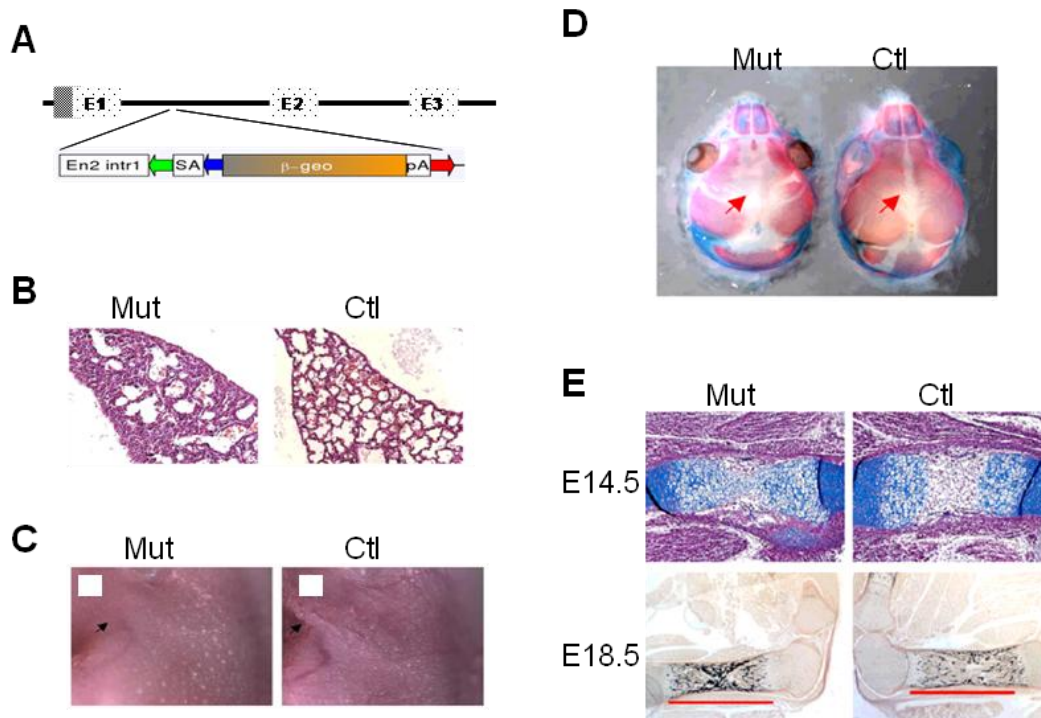 A
E1 E2 E3
En2 intr1 SA β-geo pA
B
Mut Ctl
C
Mut Ctl
D
Mut Ctl
E
Mut Ctl
E14.5
E18.5